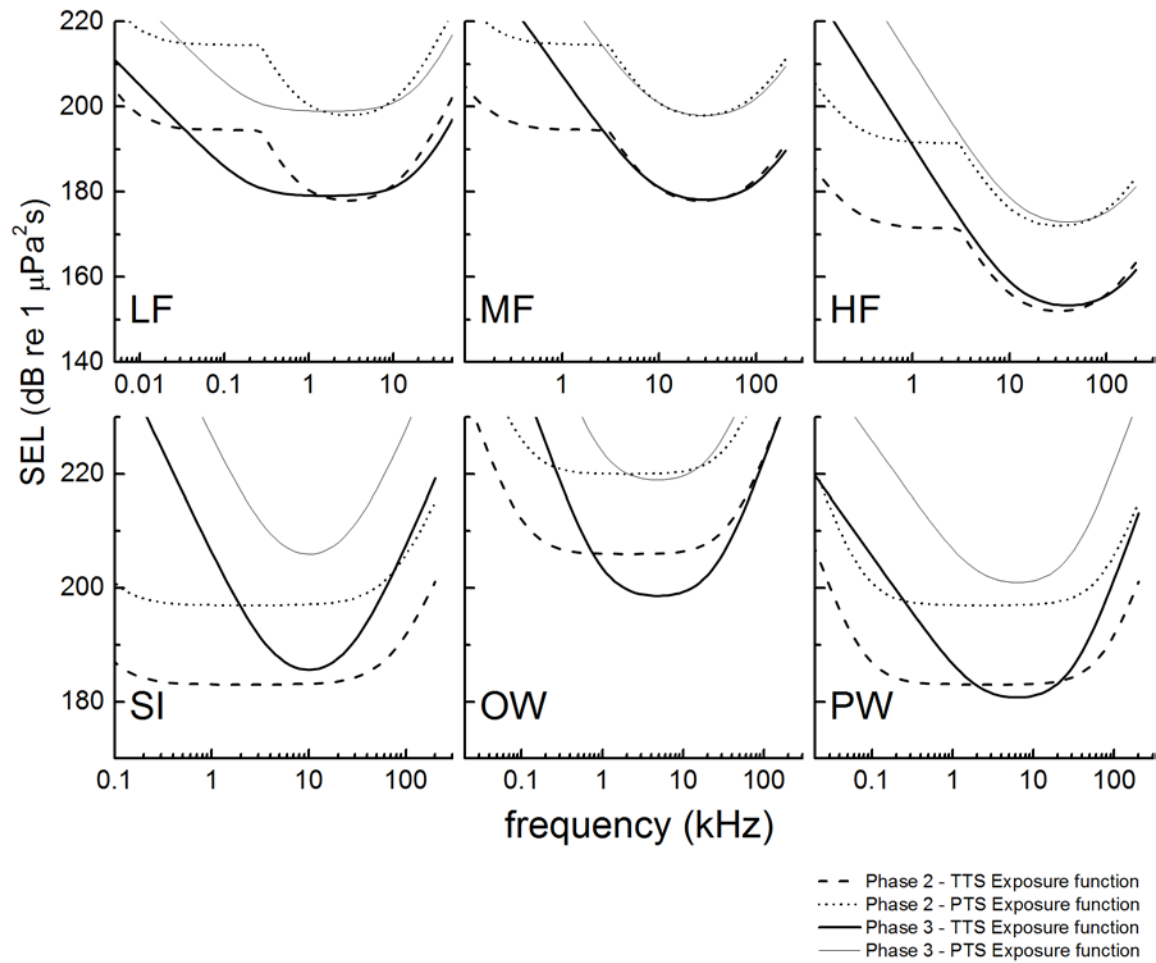 SEL (dB re 1 μPa²s)
220
200
180
160
140
LF
MF
HF
0.01 0.1 1 10
1 10 100
1 10 100
220
200
180
SI
OW
PW
0.1 1 10 100
0.1 1 10 100
0.1 1 10 100
frequency (kHz)
Phase 2 - TTS Exposure function
Phase 2 - PTS Exposure function
Phase 3 - TTS Exposure function
Phase 3 - PTS Exposure function